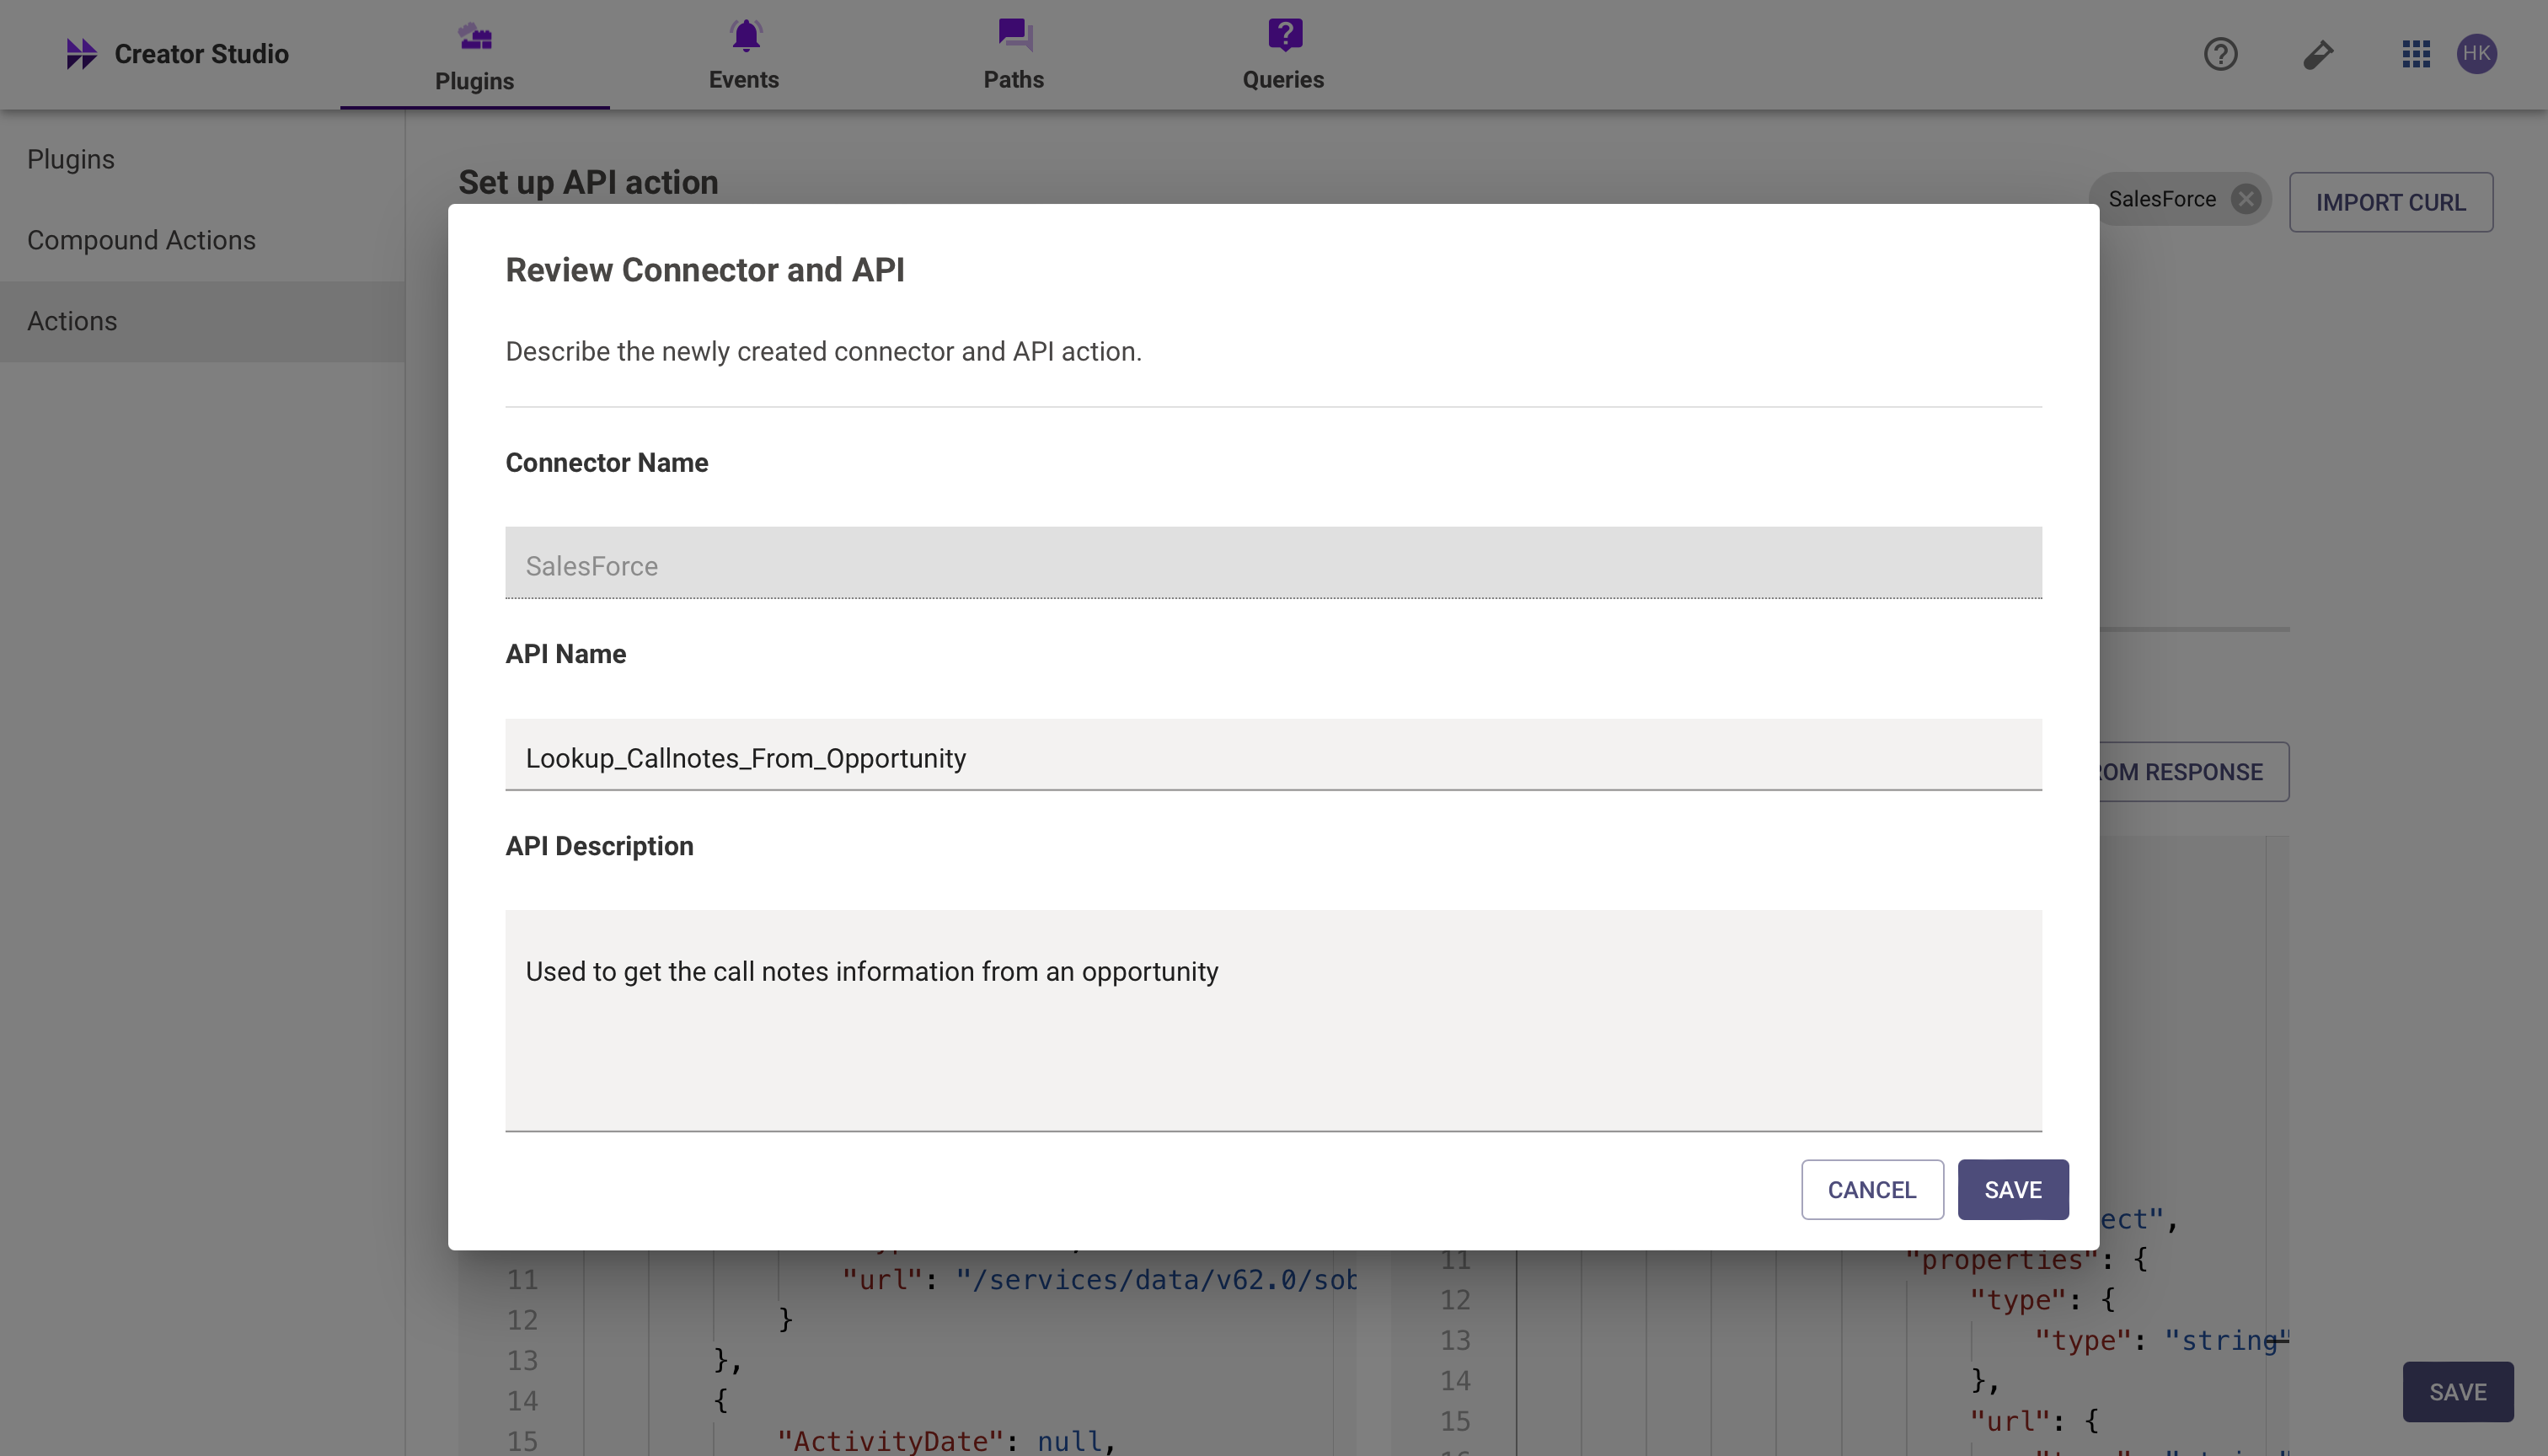 Creator Studio
Plugins
Events
Paths
Queries
HK
Plugins
Compound Actions
Actions
Set up API action
SalesForce
IMPORT CURL
Review Connector and API
Describe the newly created connector and API action.
Connector Name
SalesForce
API Name
Lookup_Callnotes_From_Opportunity
API Description
Used to get the call notes information from an opportunity
CANCEL
SAVE
OM RESPONSE
11 "url": "/services/data/v62.0/sob
12 }
13 },
14 {
15 "ActivityDate": null,
ect",
11 "properties": {
12 "type": {
13 "type": "string"
14 },
15 "url": {
SAVE